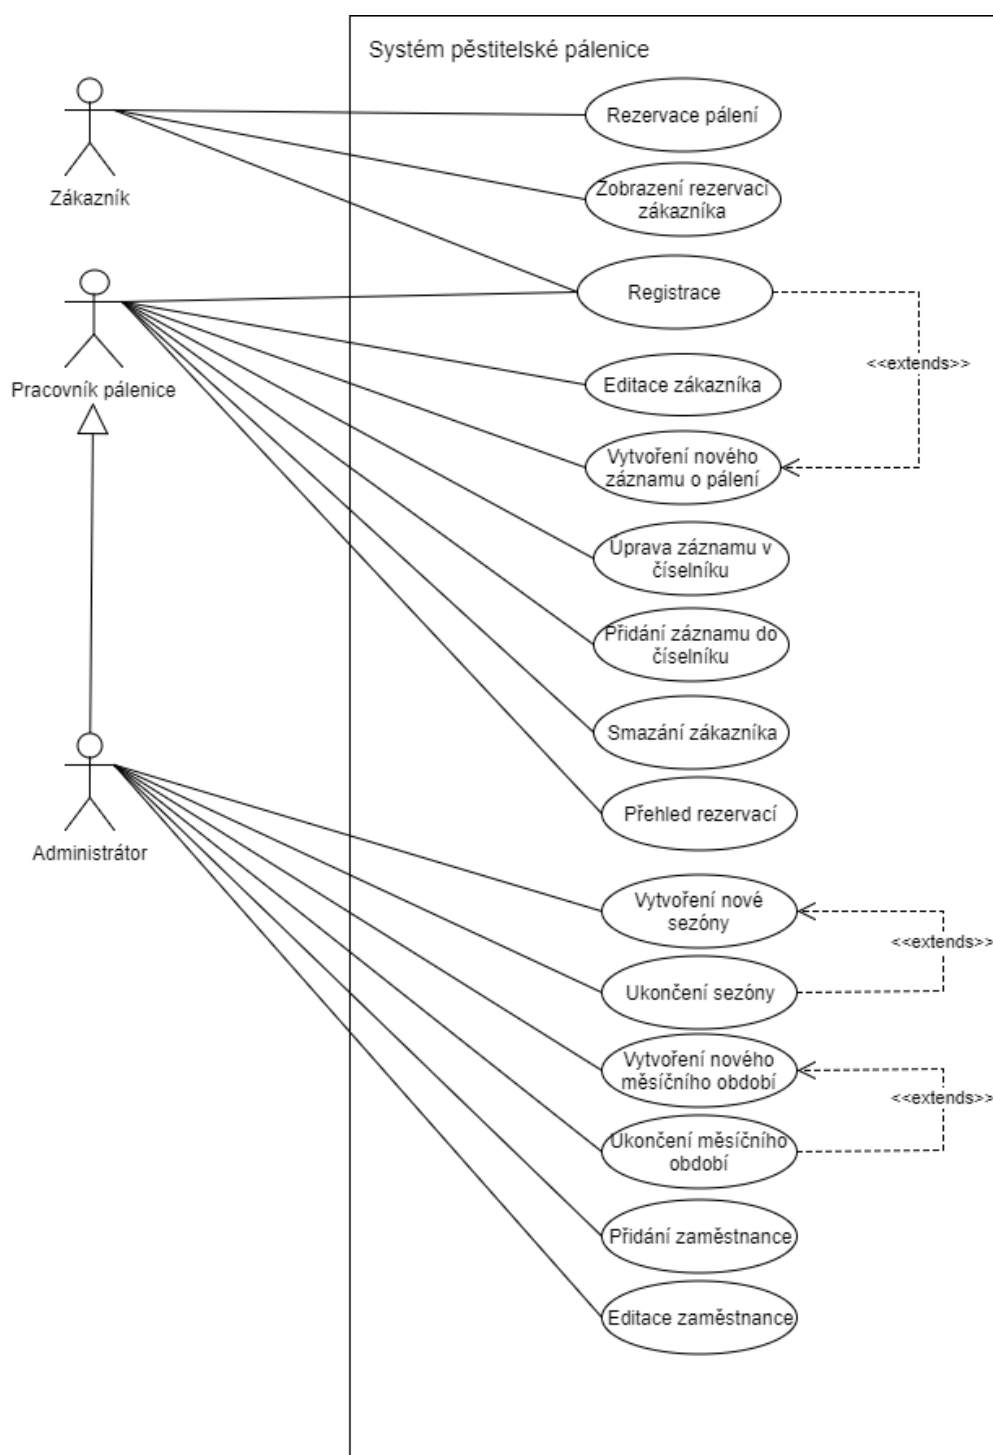 Systém pěstitelské pálenice
Rezervace pálení
Zákazník
Zobrazení rezervací
zákazníka
Registrace
<<extends>>
Pracovník pálenice
Editace zákazníka
Vytvoření nového
záznamu o pálení
Úprava záznamu v
číselníku
Přidání záznamu do
číselníku
Smazání zákazníka
Přehled rezervací
Administrátor
Vytvoření nové
sezóny
<<extends>>
Ukončení sezóny
Vytvoření nového
měsíčního období
<<extends>>
Ukončení měsíčního
období
Přidání zaměstnance
Editace zaměstnance